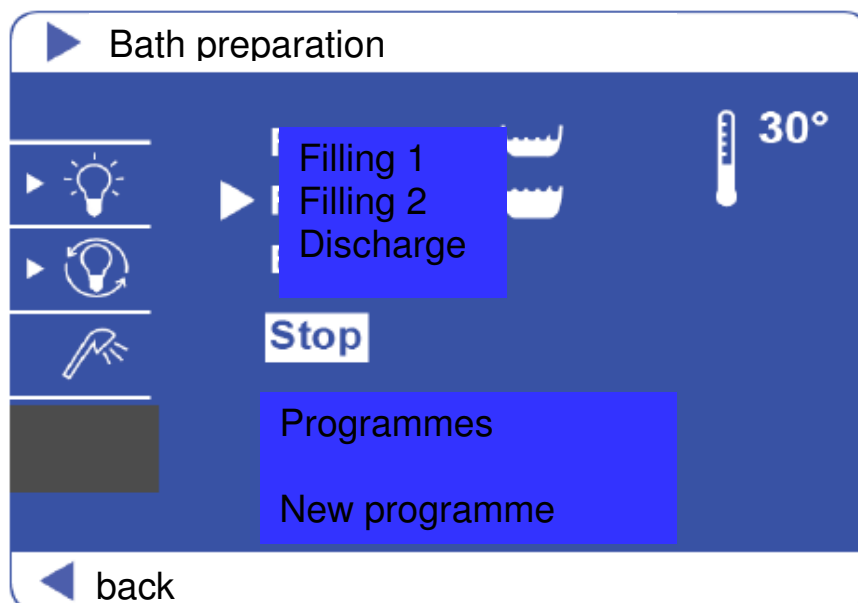 Bath preparation
30°
Filling 1
Filling 2
Discharge
Stop
Programmes
New programme
back